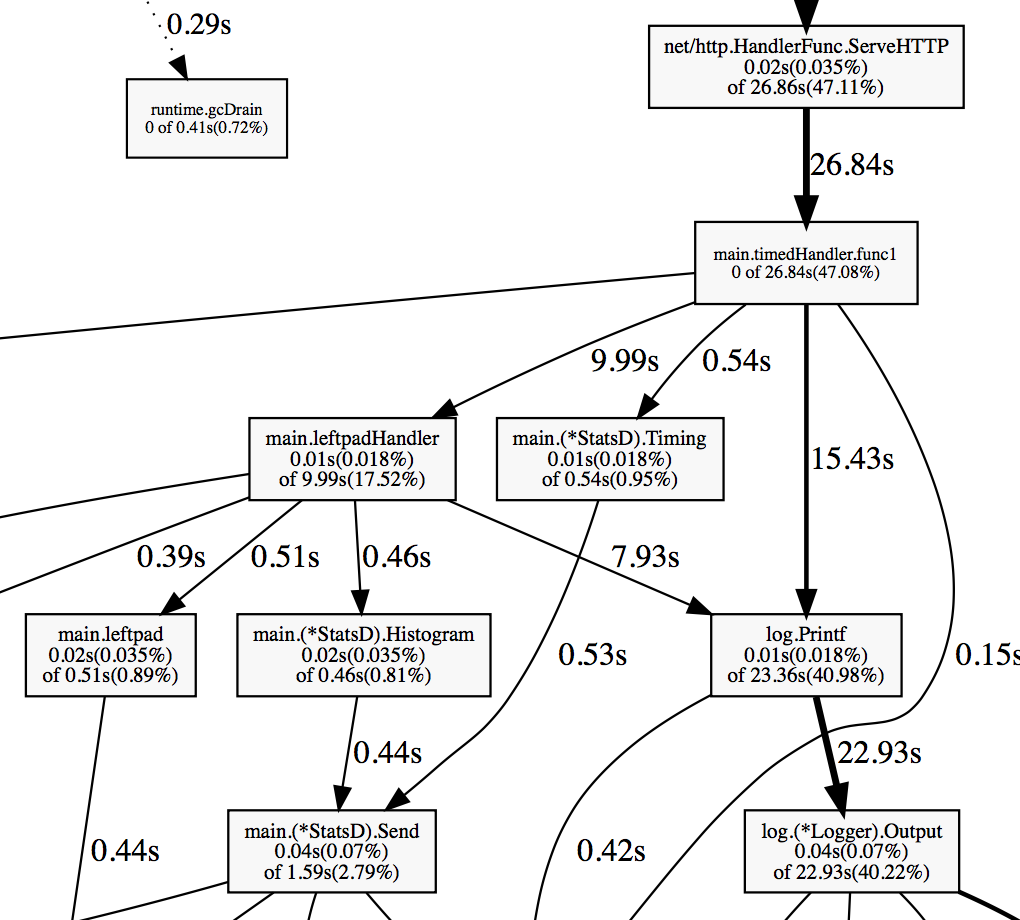 0.29s
net/http.HandlerFunc.ServeHTTP
0.02s(0.035%)
of 26.86s(47.11%)
runtime.gcDrain
0 of 0.41s(0.72%)
26.84s
main.timedHandler.func1
0 of 26.84s(47.08%)
9.99s
0.54s
main.leftpadHandler
0.01s(0.018%)
of 9.99s(17.52%)
main.(*StatsD).Timing
0.01s(0.018%)
of 0.54s(0.95%)
15.43s
0.39s
0.51s
0.46s
7.93s
main.leftpad
0.02s(0.035%)
of 0.51s(0.89%)
main.(*StatsD).Histogram
0.02s(0.035%)
of 0.46s(0.81%)
0.53s
log.Printf
0.01s(0.018%)
of 23.36s(40.98%)
0.15s
0.44s
22.93s
main.(*StatsD).Send
0.04s(0.07%)
of 1.59s(2.79%)
log.(*Logger).Output
0.04s(0.07%)
of 22.93s(40.22%)
0.44s
0.42s